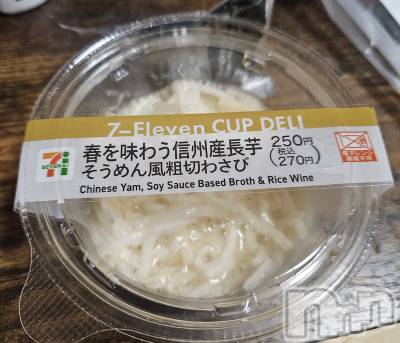 7-Eleven CUP DELI
7
ELEVEN
春を味わう信州産長芋
そうめん風粗切わさび
250円
(税込
270円)
Chinese Yam, Soy Sauce Based Broth & Rice Wine